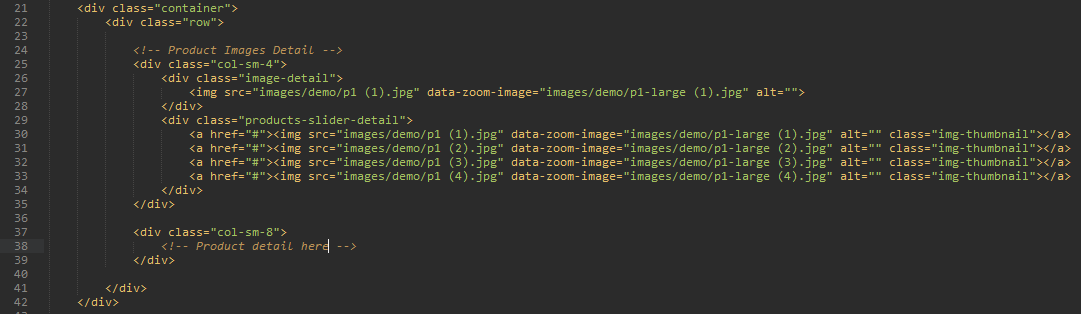 21 <div class="container">
22 <div class="row">
23
24 <!-- Product Images Detail -->
25 <div class="col-sm-4">
26 <div class="image-detail">
27 <img src="images/demo/p1 (1).jpg" data-zoom-image="images/demo/p1-large (1).jpg" alt="">
28 </div>
29 <div class="products-slider-detail">
30 <a href="#"><img src="images/demo/p1 (1).jpg" data-zoom-image="images/demo/p1-large (1).jpg" alt="" class="img-thumbnail"></a>
31 <a href="#"><img src="images/demo/p1 (2).jpg" data-zoom-image="images/demo/p1-large (2).jpg" alt="" class="img-thumbnail"></a>
32 <a href="#"><img src="images/demo/p1 (3).jpg" data-zoom-image="images/demo/p1-large (3).jpg" alt="" class="img-thumbnail"></a>
33 <a href="#"><img src="images/demo/p1 (4).jpg" data-zoom-image="images/demo/p1-large (4).jpg" alt="" class="img-thumbnail"></a>
34 </div>
35 </div>
36
37 <div class="col-sm-8">
38 <!-- Product detail here -->
39 </div>
40
41 </div>
42 </div>